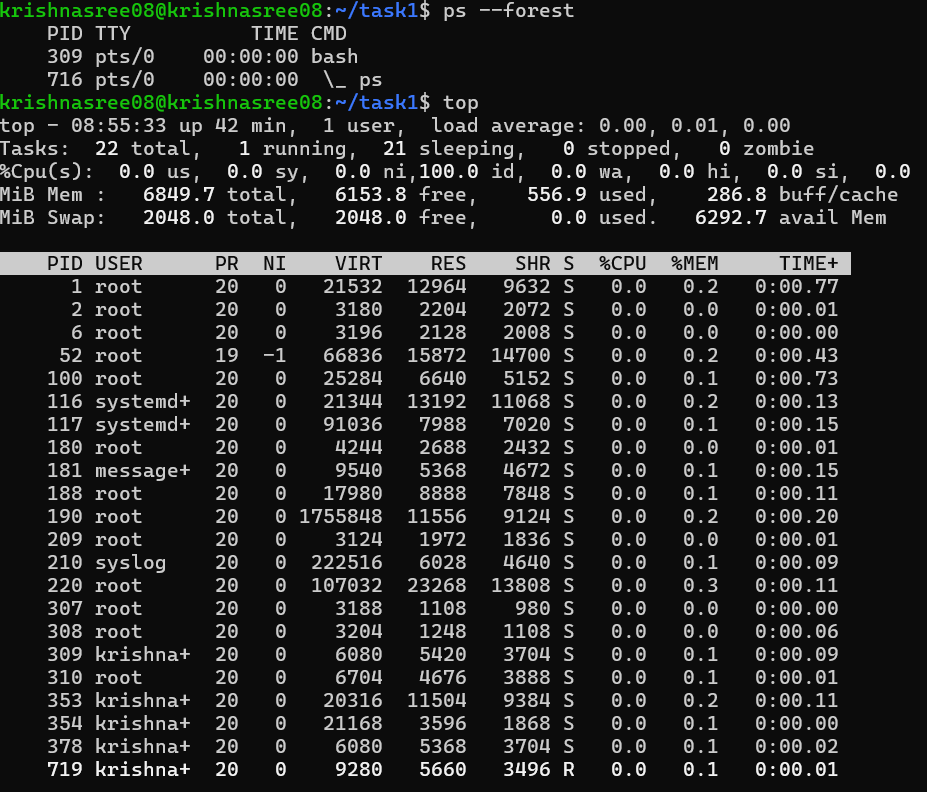 krishnasree08@krishnasree08:~/task1$ ps --forest
    PID TTY          TIME CMD
    309 pts/0    00:00:00 bash
    716 pts/0    00:00:00  \_ ps
krishnasree08@krishnasree08:~/task1$ top
top - 08:55:33 up 42 min,  1 user,  load average: 0.00, 0.01, 0.00
Tasks:  22 total,   1 running,  21 sleeping,   0 stopped,   0 zombie
%Cpu(s):  0.0 us,  0.0 sy,  0.0 ni,100.0 id,  0.0 wa,  0.0 hi,  0.0 si,  0.0
MiB Mem :   6849.7 total,   6153.8 free,    556.9 used,    286.8 buff/cache
MiB Swap:   2048.0 total,   2048.0 free,      0.0 used.   6292.7 avail Mem

    PID USER      PR  NI    VIRT    RES    SHR S  %CPU  %MEM     TIME+
      1 root      20   0   21532  12964   9632 S   0.0   0.2   0:00.77
      2 root      20   0    3180   2204   2072 S   0.0   0.0   0:00.01
      6 root      20   0    3196   2128   2008 S   0.0   0.0   0:00.00
     52 root      19  -1   66836  15872  14700 S   0.0   0.2   0:00.43
    100 root      20   0   25284   6640   5152 S   0.0   0.1   0:00.73
    116 systemd+  20   0   21344  13192  11068 S   0.0   0.2   0:00.13
    117 systemd+  20   0   91036   7988   7020 S   0.0   0.1   0:00.15
    180 root      20   0    4244   2688   2432 S   0.0   0.0   0:00.01
    181 message+  20   0    9540   5368   4672 S   0.0   0.1   0:00.15
    188 root      20   0   17980   8888   7848 S   0.0   0.1   0:00.11
    190 root      20   0 1755848  11556   9124 S   0.0   0.2   0:00.20
    209 root      20   0    3124   1972   1836 S   0.0   0.0   0:00.01
    210 syslog    20   0  222516   6028   4640 S   0.0   0.1   0:00.09
    220 root      20   0  107032  23268  13808 S   0.0   0.3   0:00.11
    307 root      20   0    3188   1108    980 S   0.0   0.0   0:00.00
    308 root      20   0    3204   1248   1108 S   0.0   0.0   0:00.06
    309 krishna+  20   0    6080   5420   3704 S   0.0   0.1   0:00.09
    310 root      20   0    6704   4676   3888 S   0.0   0.1   0:00.01
    353 krishna+  20   0   20316  11504   9384 S   0.0   0.2   0:00.11
    354 krishna+  20   0   21168   3596   1868 S   0.0   0.1   0:00.00
    378 krishna+  20   0    6080   5368   3704 S   0.0   0.1   0:00.02
    719 krishna+  20   0    9280   5660   3496 R   0.0   0.1   0:00.01